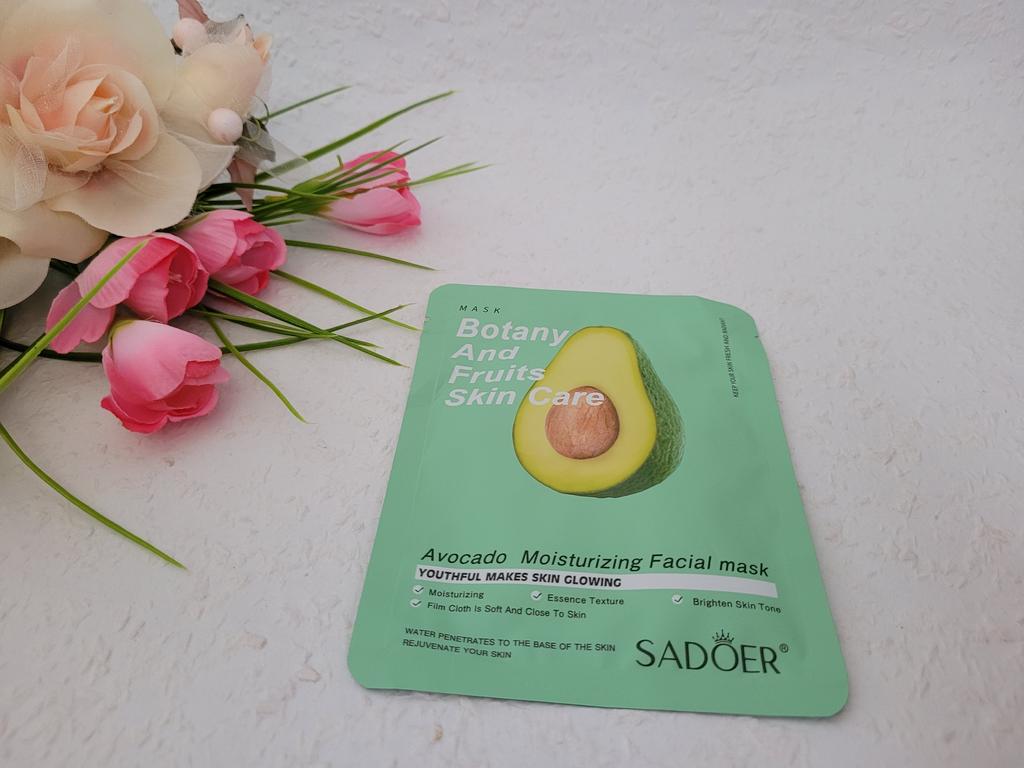 MASK
Botany
And
Fruits
Skin Care
KEEP YOUR SKIN FRESH AND RADIANT
Avocado Moisturizing Facial mask
YOUTHFUL MAKES SKIN GLOWING
Moisturizing Essence Texture Brighten Skin Tone
Film Cloth Is Soft And Close To Skin
WATER PENETRATES TO THE BASE OF THE SKIN
REJUVENATE YOUR SKIN
SADOER®